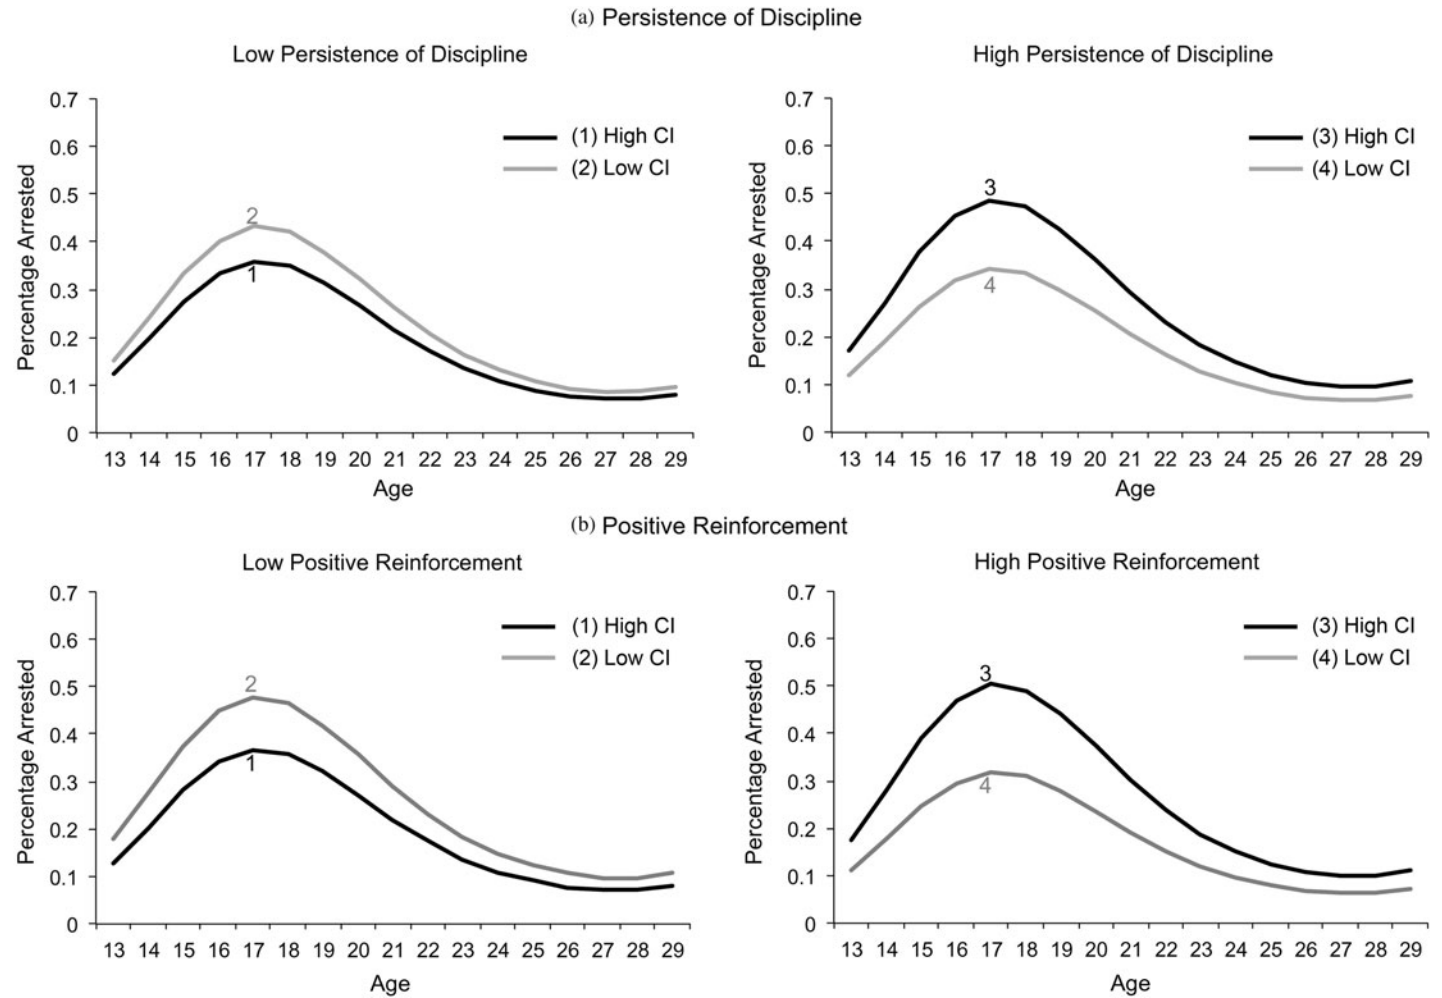 (a) Persistence of Discipline
Low Persistence of Discipline
0.7
0.6
0.5
0.4
0.3
0.2
0.1
0
Percentage Arrested
(1) High CI
(2) Low CI
2
1
13 14 15 16 17 18 19 20 21 22 23 24 25 26 27 28 29
Age
High Persistence of Discipline
0.7
0.6
0.5
0.4
0.3
0.2
0.1
0
Percentage Arrested
(3) High CI
(4) Low CI
3
4
13 14 15 16 17 18 19 20 21 22 23 24 25 26 27 28 29
Age
(b) Positive Reinforcement
Low Positive Reinforcement
0.7
0.6
0.5
0.4
0.3
0.2
0.1
0
Percentage Arrested
(1) High CI
(2) Low CI
2
1
13 14 15 16 17 18 19 20 21 22 23 24 25 26 27 28 29
Age
High Positive Reinforcement
0.7
0.6
0.5
0.4
0.3
0.2
0.1
0
Percentage Arrested
(3) High CI
(4) Low CI
3
4
13 14 15 16 17 18 19 20 21 22 23 24 25 26 27 28 29
Age